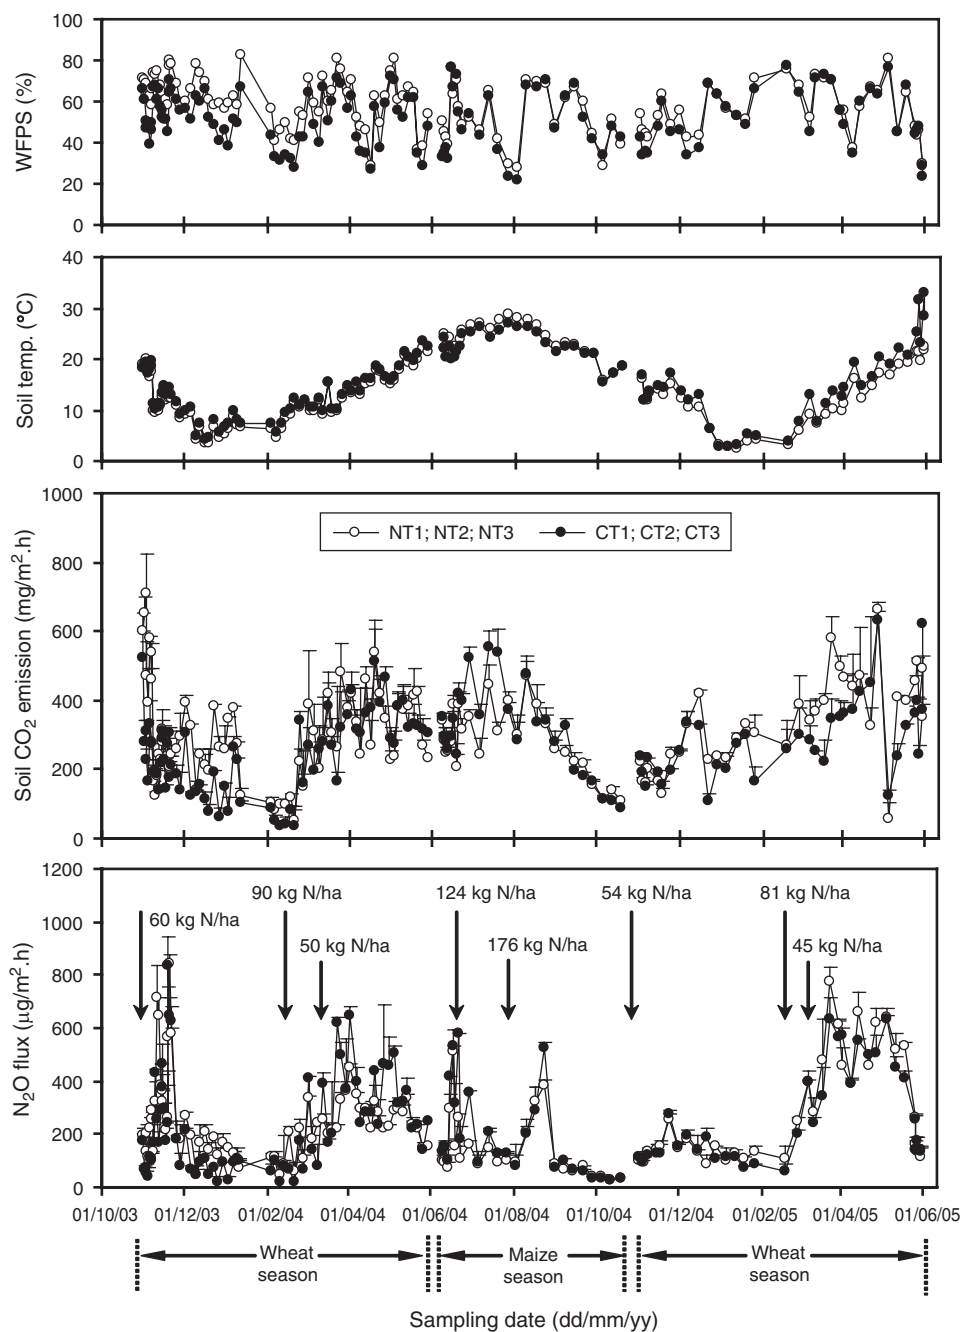 100
80
60
40
20
0
WFPS (%)
40
30
20
10
0
Soil temp. (°C)
1000
800
600
400
200
0
Soil CO2 emission (mg/m2.h)
NT1; NT2; NT3
CT1; CT2; CT3
1200
1000
800
600
400
200
0
N2O flux (µg/m2.h)
90 kg N/ha
124 kg N/ha
54 kg N/ha
81 kg N/ha
60 kg N/ha
50 kg N/ha
176 kg N/ha
45 kg N/ha
01/10/03 01/12/03 01/02/04 01/04/04 01/06/04 01/08/04 01/10/04 01/12/04 01/02/05 01/04/05 01/06/05
Wheat
season
Maize
season
Wheat
season
Sampling date (dd/mm/yy)